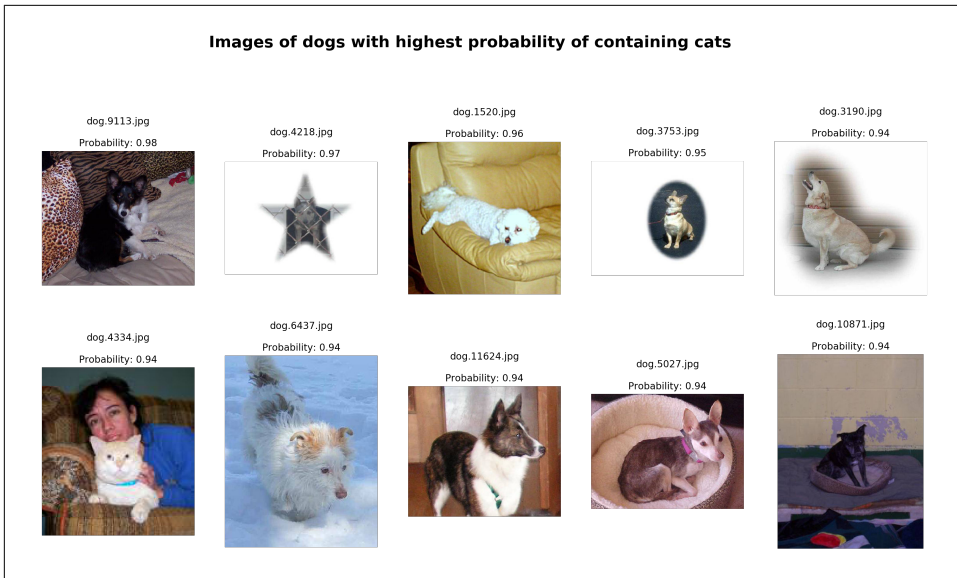 Images of dogs with highest probability of containing cats
dog.9113.jpg
Probability: 0.98
dog.4218.jpg
Probability: 0.97
dog.1520.jpg
Probability: 0.96
dog.3753.jpg
Probability: 0.95
dog.3190.jpg
Probability: 0.94
dog.4334.jpg
Probability: 0.94
dog.6437.jpg
Probability: 0.94
dog.11624.jpg
Probability: 0.94
dog.5027.jpg
Probability: 0.94
dog.10871.jpg
Probability: 0.94